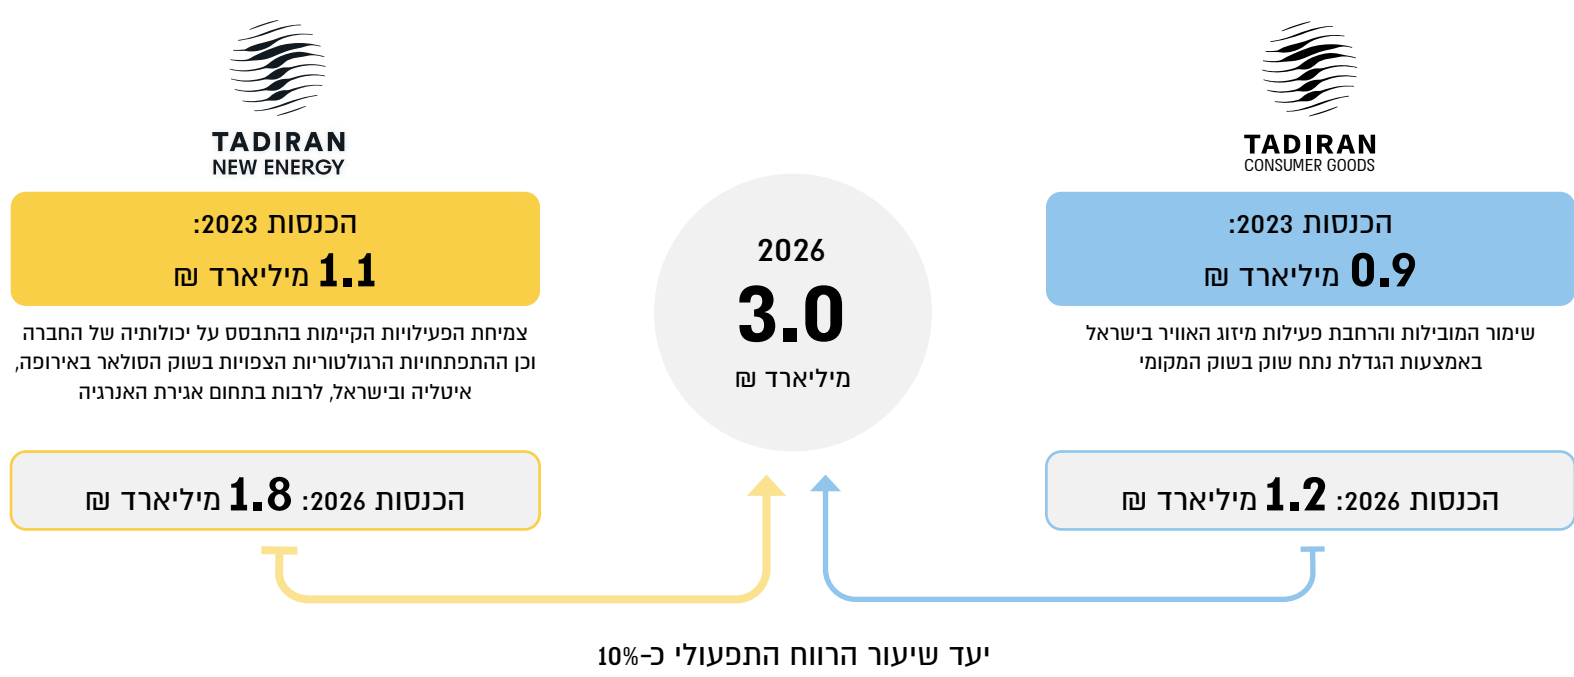 TADIRAN
CONSUMER GOODS
הכנסות 2023:
0.9 מיליארד ₪
שימור המובילות והרחבת פעילות מיזוג האוויר בישראל
באמצעות הגדלת נתח שוק בשוק המקומי
הכנסות 2026: 1.2 מיליארד ₪
2026
3.0
מיליארד ₪
TADIRAN
NEW ENERGY
הכנסות 2023:
1.1 מיליארד ₪
צמיחת הפעילויות הקיימות בהתבסס על יכולותיה של החברה
וכן ההתפתחויות הרגולטוריות הצפויות בשוק הסולאר באירופה,
איטליה ובישראל, לרבות בתחום אגירת האנרגיה
הכנסות 2026: 1.8 מיליארד ₪
יעד שיעור הרווח התפעולי כ-10%